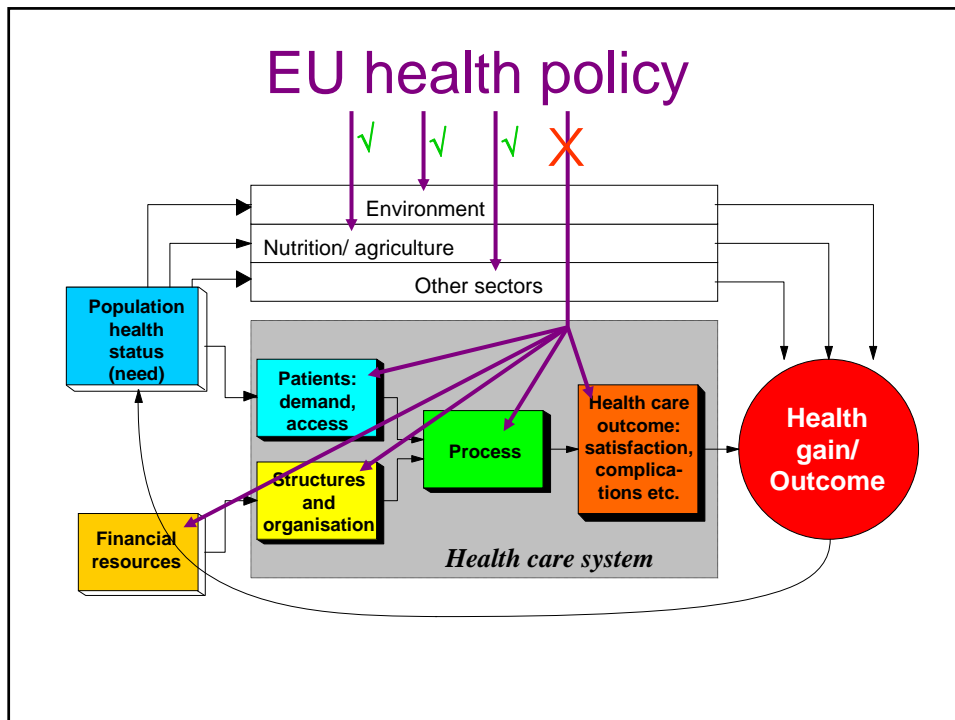 EU health policy
√ √ √ X
Environment
Nutrition/ agriculture
Other sectors
Population
health
status
(need)
Patients:
demand,
access
Structures
and
organisation
Process
Health care
outcome:
satisfaction,
complica-
tions etc.
Health
gain/
Outcome
Financial
resources
Health care system